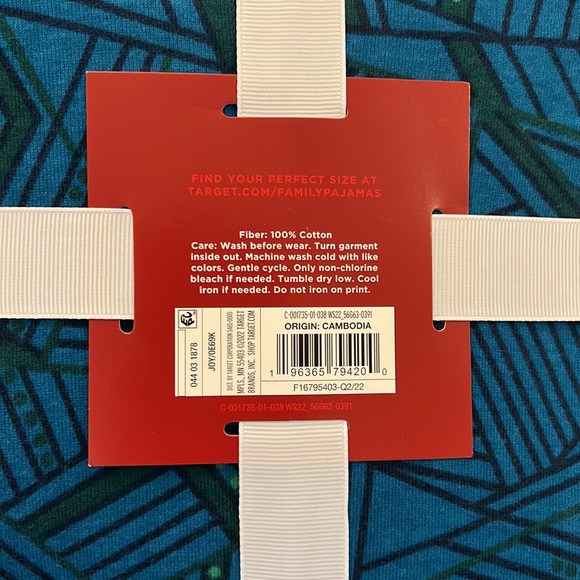 FIND YOUR PERFECT SIZE AT
TARGET.COM/FAMILYPAJAMAS
Fiber: 100% Cotton
Care: Wash before wear. Turn garment
inside out. Machine wash cold with like
colors. Gentle cycle. Only non-chlorine
bleach if needed. Tumble dry low. Cool
iron if needed. Do not iron on print.
044 03 1878
JOY/0E69K
DIST. BY TARGET CORPORATION
MPLS, MN 55403 ©2022 TARGET
BRANDS, INC. SHOP TARGET.COM
C-001735-01-038 WS22_56G63-0391
ORIGIN: CAMBODIA
1 96365 79420 0
F16795403-Q2/22
C-001735-01-038 WS22_56G63-0391